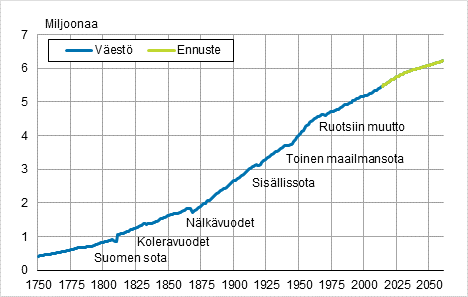 Miljoonaa
Väestö Ennuste
7
6
5
4
3
2
1
0
Ruotsiin muutto
Toinen maailmansota
Sisällissota
Nälkävuodet
Koleravuodet
Suomen sota
1750 1775 1800 1825 1850 1875 1900 1925 1950 1975 2000 2025 2050